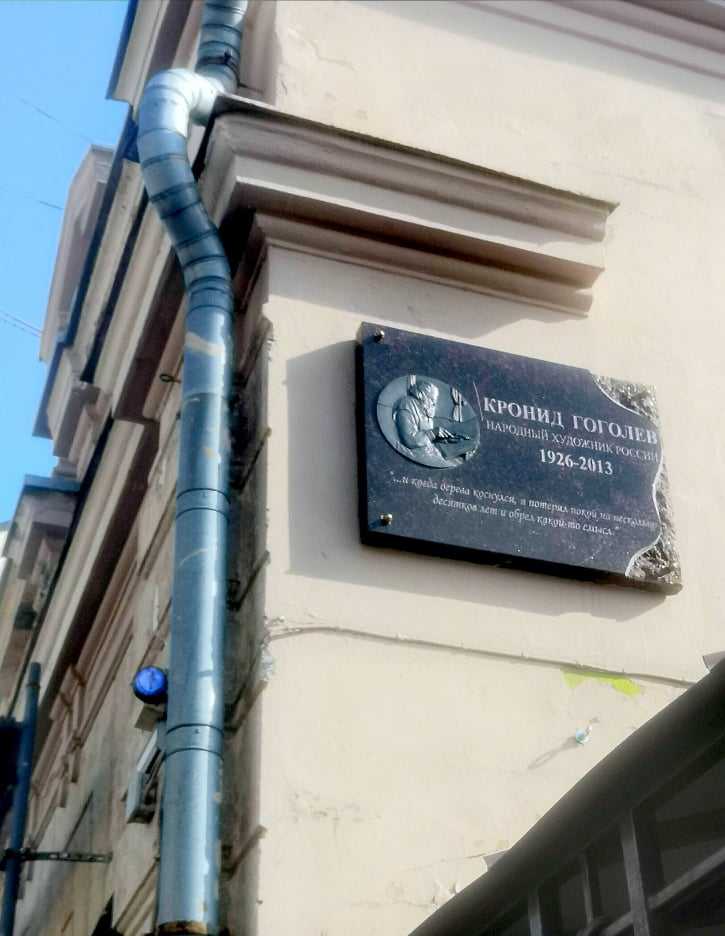 КРОНИД ГОГОЛЕВ
НАРОДНЫЙ ХУДОЖНИК РОССИИ
1926-2013
"...и когда дерева коснулся, я потерял покой на несколько
десятков лет и обрел какой-то смысл."